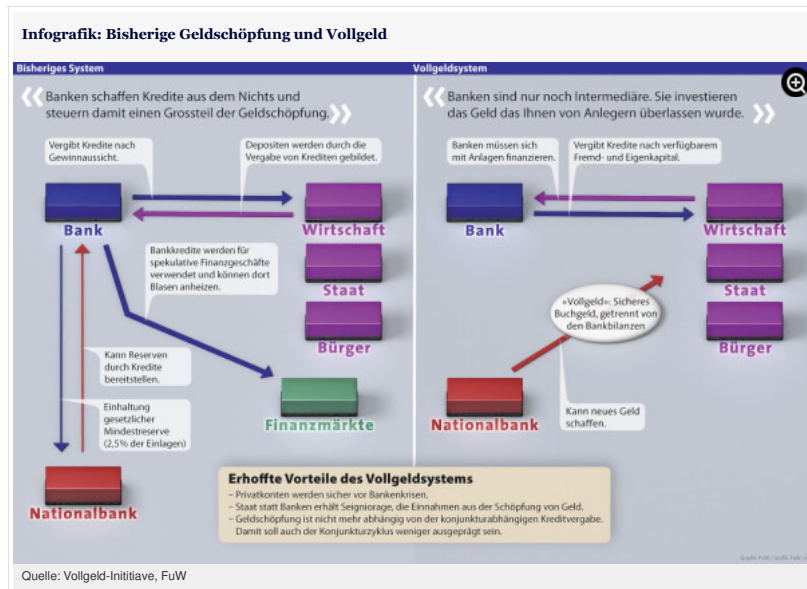 Infografik: Bisherige Geldschöpfung und Vollgeld
Bisheriges System
« Banken schaffen Kredite aus dem Nichts und
steuern damit einen Grossteil der Geldschöpfung. »
Vergibt Kredite nach
Gewinnaussicht.
Depositen werden durch die
Vergabe von Krediten gebildet.
Bank
Wirtschaft
Bankkredite werden für
spekulative Finanzgeschäfte
verwendet und können dort
Blasen anheizen.
Staat
Bürger
Kann Reserven
durch Kredite
bereitstellen.
Finanzmärkte
Einhaltung
gesetzlicher
Mindestreserve
(2,5% der Einlagen)
Nationalbank
Vollgeldsystem
« Banken sind nur noch Intermediäre. Sie investieren
das Geld das Ihnen von Anlegern überlassen wurde. »
Banken müssen sich
mit Anlagen finanzieren.
Vergibt Kredite nach verfügbarem
Fremd- und Eigenkapital.
Bank
Wirtschaft
Staat
«Vollgeld»: Sicheres
Buchgeld, getrennt von
den Bankbilanzen
Bürger
Kann neues Geld
schaffen.
Nationalbank
Erhoffte Vorteile des Vollgeldsystems
– Privatkonten werden sicher vor Bankenkrisen.
– Staat statt Banken erhält Seigniorage, die Einnahmen aus der Schöpfung von Geld.
– Geldschöpfung ist nicht mehr abhängig von der konjunkturabhängigen Kreditvergabe.
Damit soll auch der Konjunkturzyklus weniger ausgeprägt sein.
Quelle: Vollgeld-Inititiave, FuW